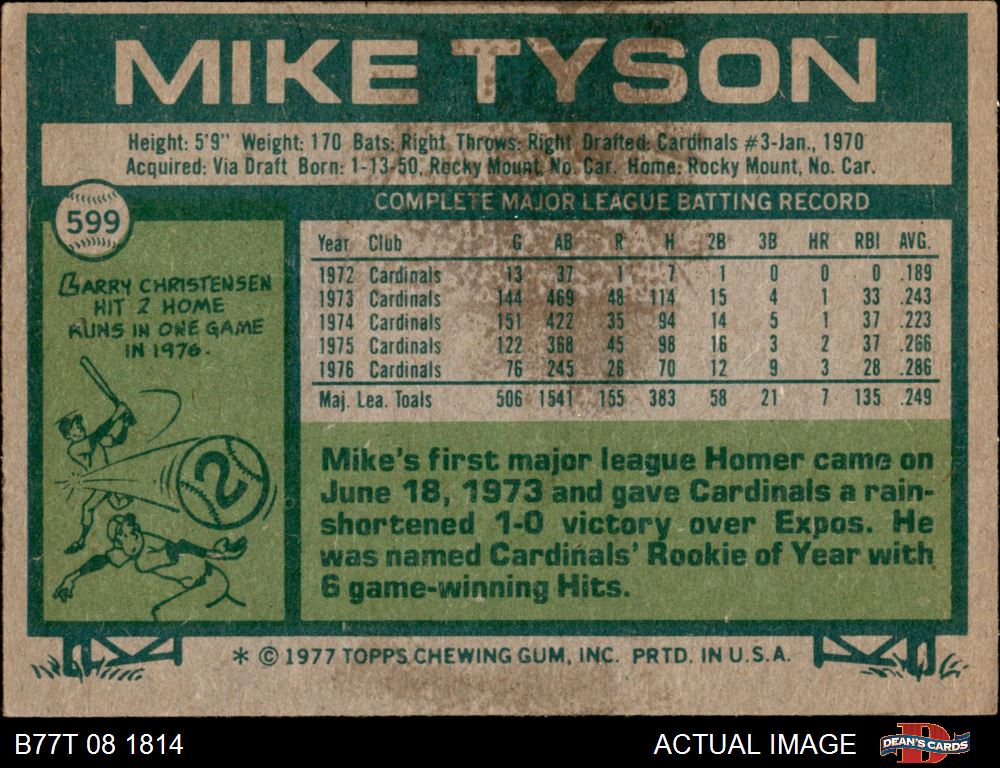 MIKE TYSON
Height: 5'9" Weight: 170 Bats: Right Throws: Right Drafted: Cardinals #3-Jan., 1970
Acquired: Via Draft Born: 1-13-50, Rocky Mount, No. Car. Home: Rocky Mount, No. Car.
599
LARRY CHRISTENSEN
HIT 2 HOME
RUNS IN ONE GAME
IN 1976.
2
COMPLETE MAJOR LEAGUE BATTING RECORD
Year Club G AB R H 2B 3B HR RBI AVG.
1972 Cardinals 13 37 1 7 1 0 0 0 .189
1973 Cardinals 144 469 48 114 15 4 1 33 .243
1974 Cardinals 151 422 35 94 14 5 1 37 .223
1975 Cardinals 122 368 45 98 16 3 2 37 .266
1976 Cardinals 76 245 26 70 12 9 3 28 .286
Maj. Lea. Toals 506 1541 155 383 58 21 7 135 .249
Mike's first major league Homer came on
June 18, 1973 and gave Cardinals a rain-
shortened 1-0 victory over Expos. He
was named Cardinals' Rookie of Year with
6 game-winning Hits.
* © 1977 TOPPS CHEWING GUM, INC. PRTD. IN U.S.A.
B77T 08 1814
ACTUAL IMAGE
D
DEAN'S CARDS